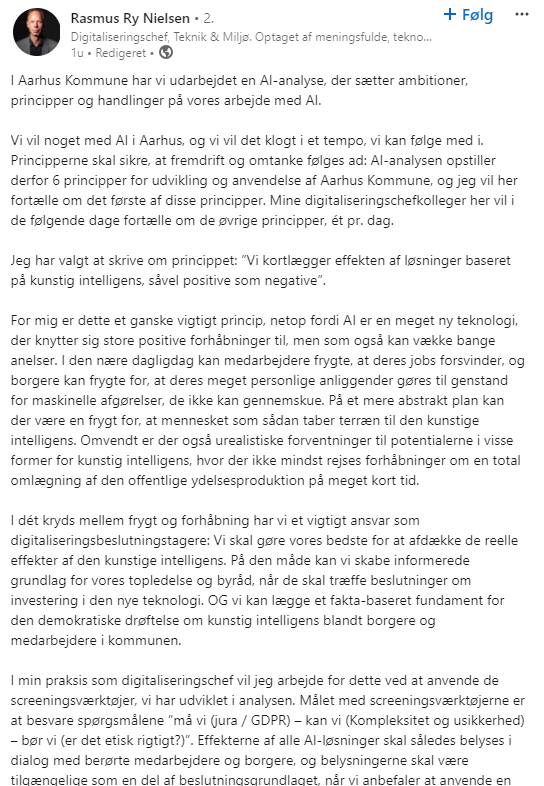 Rasmus Ry Nielsen • 2.
+ Følg
Digitaliseringschef, Teknik & Miljø. Optaget af meningsfulde, tekno...
1u • Redigeret •
I Aarhus Kommune har vi udarbejdet en AI-analyse, der sætter ambitioner,
principper og handlinger på vores arbejde med AI.
Vi vil noget med AI i Aarhus, og vi vil det klogt i et tempo, vi kan følge med i.
Principperne skal sikre, at fremdrift og omtanke følges ad: AI-analysen opstiller
derfor 6 principper for udvikling og anvendelse af Aarhus Kommune, og jeg vil her
fortælle om det første af disse principper. Mine digitaliseringschefkolleger her vil i
de følgende dage fortælle om de øvrige principper, ét pr. dag.
Jeg har valgt at skrive om princippet: ”Vi kortlægger effekten af løsninger baseret
på kunstig intelligens, såvel positive som negative”.
For mig er dette et ganske vigtigt princip, netop fordi AI er en meget ny teknologi,
der knytter sig store positive forhåbninger til, men som også kan vække bange
anelser. I den nære dagligdag kan medarbejdere frygte, at deres jobs forsvinder, og
borgere kan frygte for, at deres meget personlige anliggender gøres til genstand
for maskinelle afgørelser, de ikke kan gennemskue. På et mere abstrakt plan kan
der være en frygt for, at mennesket som sådan taber terræn til den kunstige
intelligens. Omvendt er der også urealistiske forventninger til potentialerne i visse
former for kunstig intelligens, hvor der ikke mindst rejses forhåbninger om en total
omlægning af den offentlige ydelsesproduktion på meget kort tid.
I dét kryds mellem frygt og forhåbning har vi et vigtigt ansvar som
digitaliseringsbeslutningstagere: Vi skal gøre vores bedste for at afdække de reelle
effekter af den kunstige intelligens. På den måde kan vi skabe informerede
grundlag for vores topledelse og byråd, når de skal træffe beslutninger om
investering i den nye teknologi. OG vi kan lægge et fakta-baseret fundament for
den demokratiske drøftelse om kunstig intelligens blandt borgere og
medarbejdere i kommunen.
I min praksis som digitaliseringschef vil jeg arbejde for dette ved at anvende de
screeningsværktøjer, vi har udviklet i analysen. Målet med screeningsværktøjerne er
at besvare spørgsmålene ”må vi (jura / GDPR) – kan vi (Kompleksitet og usikkerhed)
– bør vi (er det etisk rigtigt?)”. Effekterne af alle AI-løsninger skal således belyses i
dialog med berørte medarbejdere og borgere, og belysningerne skal være
tilgængelige som en del af beslutningsgrundlaget, når vi anbefaler at anvende en